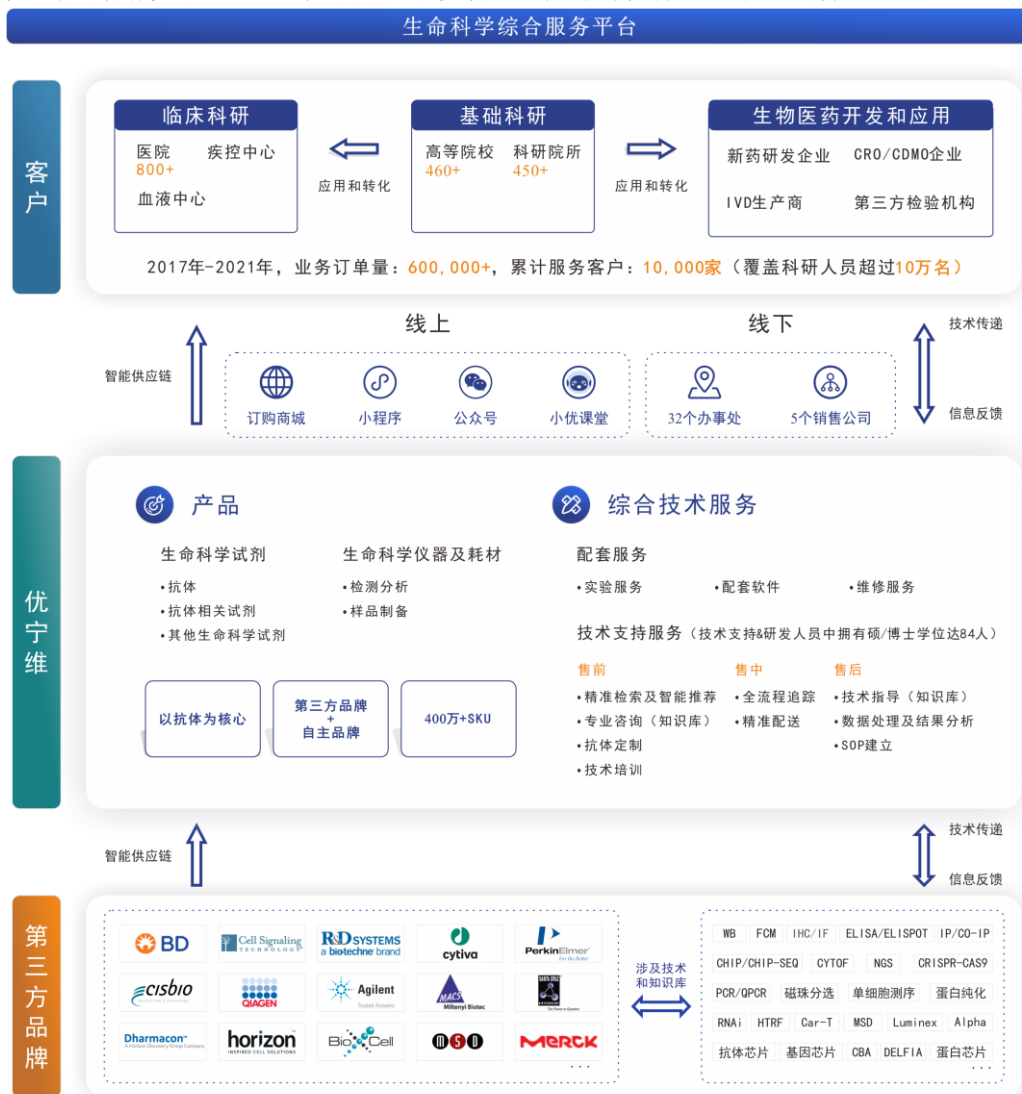 生命科学综合服务平台
客户
临床科研
医院 疾控中心
800+
血液中心
应用和转化
基础科研
高等院校 科研院所
460+ 450+
应用和转化
生物医药开发和应用
新药研发企业 CRO/CDMO企业
IVD生产商 第三方检验机构
2017年-2021年，业务订单量：600,000+，累计服务客户：10,000家（覆盖科研人员超过10万名）
智能供应链
线上
订购商城 小程序 公众号 小优课堂
线下
32个办事处 5个销售公司
技术传递
信息反馈
优宁维
产品
生命科学试剂
•抗体
•抗体相关试剂
•其他生命科学试剂
生命科学仪器及耗材
•检测分析
•样品制备
以抗体为核心
第三方品牌
+
自主品牌
400万+SKU
综合技术服务
配套服务
•实验服务 •配套软件 •维修服务
技术支持服务（技术支持&研发人员中拥有硕/博士学位达84人）
售前
•精准检索及智能推荐
•专业咨询（知识库）
•抗体定制
•技术培训
售中
•全流程追踪
•精准配送
售后
•技术指导（知识库）
•数据处理及结果分析
•SOP建立
智能供应链
技术传递
信息反馈
第三方品牌
BD
Cell Signaling
TECHNOLOGY
R&D SYSTEMS
a biotechne brand
cytiva
PerkinElmer
For the Better
cisbio
QIAGEN
Agilent
Trusted Answers
MACS
Miltenyi Biotec
SANTA CRUZ
Dharmacon
A Horizon Discovery Group Company
horizon
INSPIRED CELL SOLUTIONS
Bio Cell
MSD
MERCK
...
涉及技术
和知识库
WB FCM IHC/IF ELISA/ELISPOT IP/CO-IP
CHIP/CHIP-SEQ CYTOF NGS CRISPR-CAS9
PCR/QPCR 磁珠分选 单细胞测序 蛋白纯化
RNAi HTRF Car-T MSD Luminex Alpha
抗体芯片 基因芯片 CBA DELFIA 蛋白芯片
...